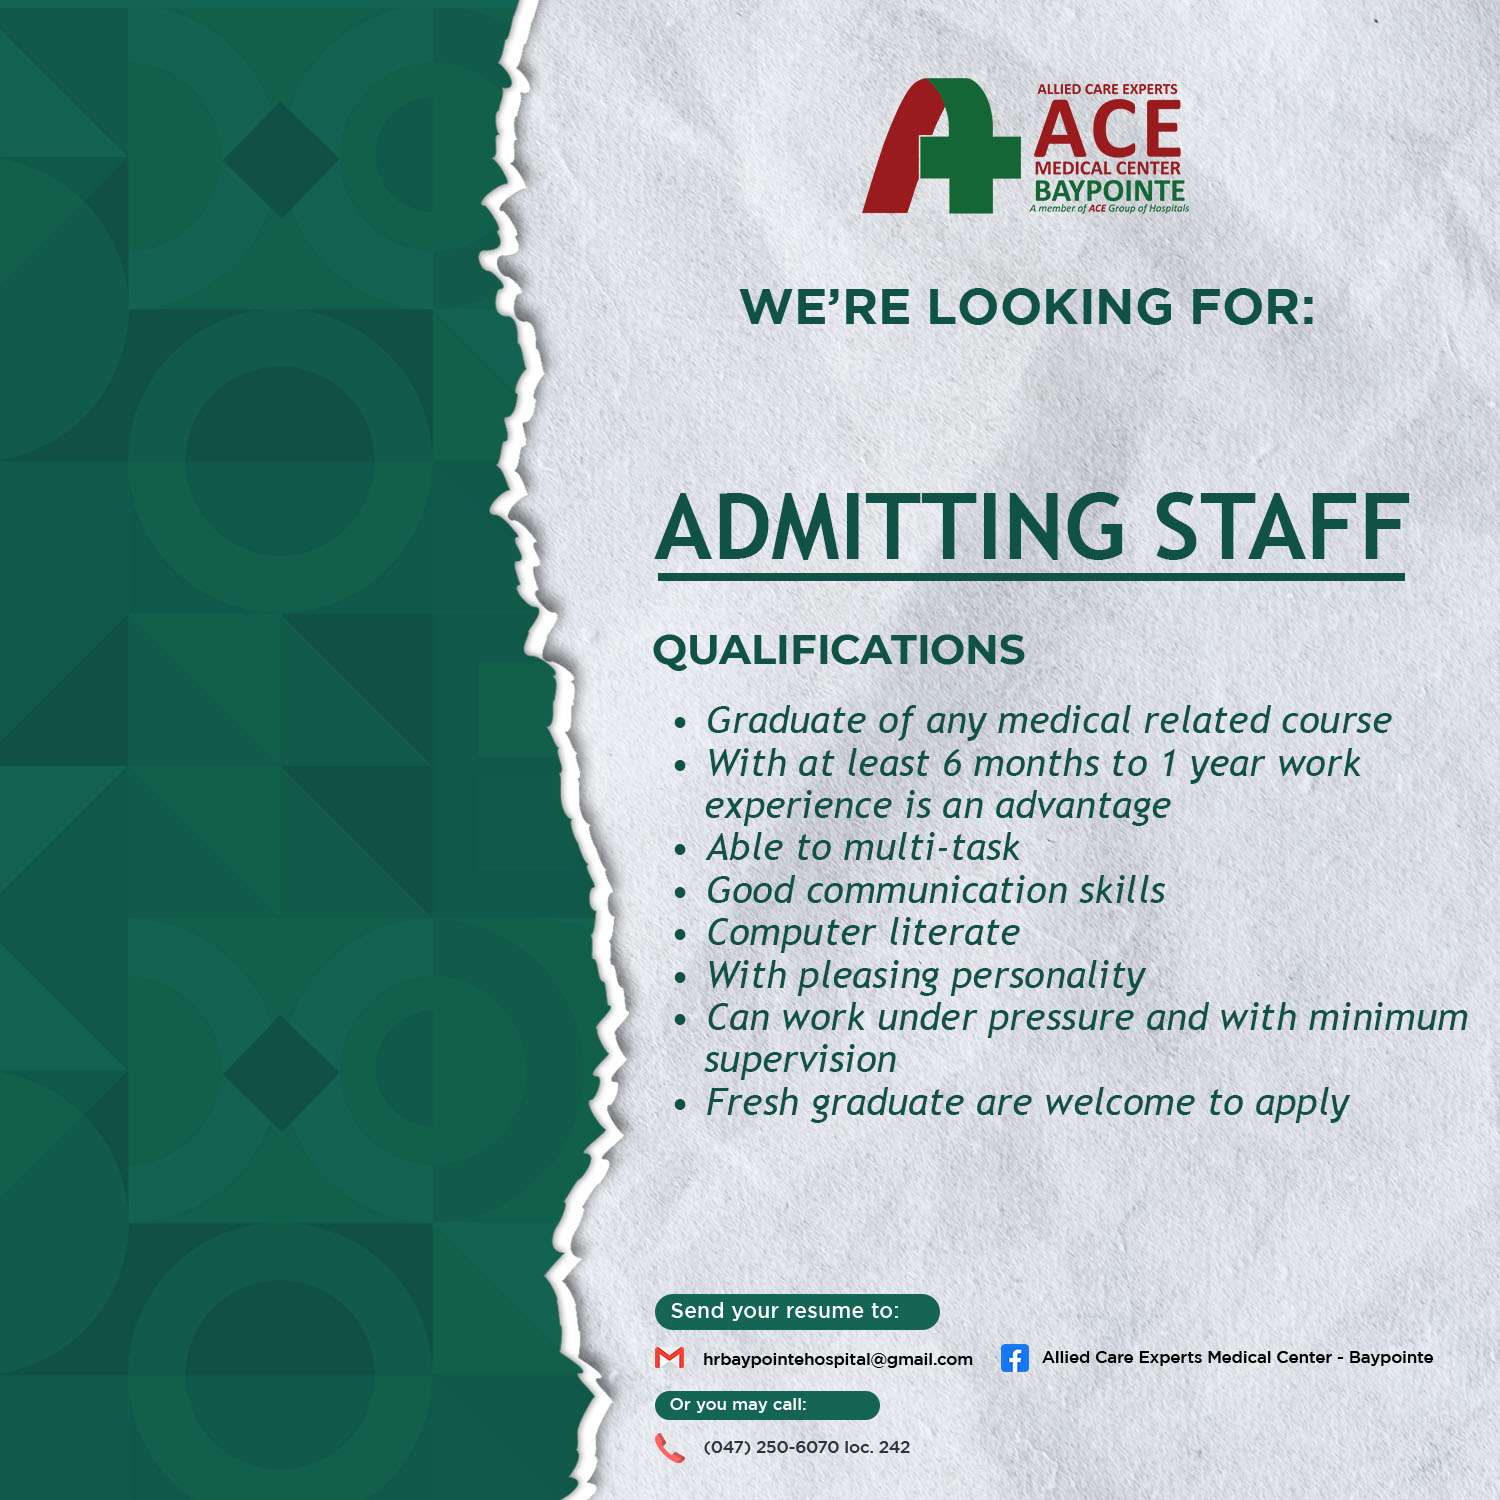 ALLIED CARE EXPERTS
ACE
MEDICAL CENTER
BAYPOINTE
A member of ACE Group of Hospitals
WE’RE LOOKING FOR:
ADMITTING STAFF
QUALIFICATIONS
• Graduate of any medical related course
• With at least 6 months to 1 year work
experience is an advantage
• Able to multi-task
• Good communication skills
• Computer literate
• With pleasing personality
• Can work under pressure and with minimum
supervision
• Fresh graduate are welcome to apply
Send your resume to:
hrbaypointehospital@gmail.com
Allied Care Experts Medical Center - Baypointe
Or you may call:
(047) 250-6070 loc. 242